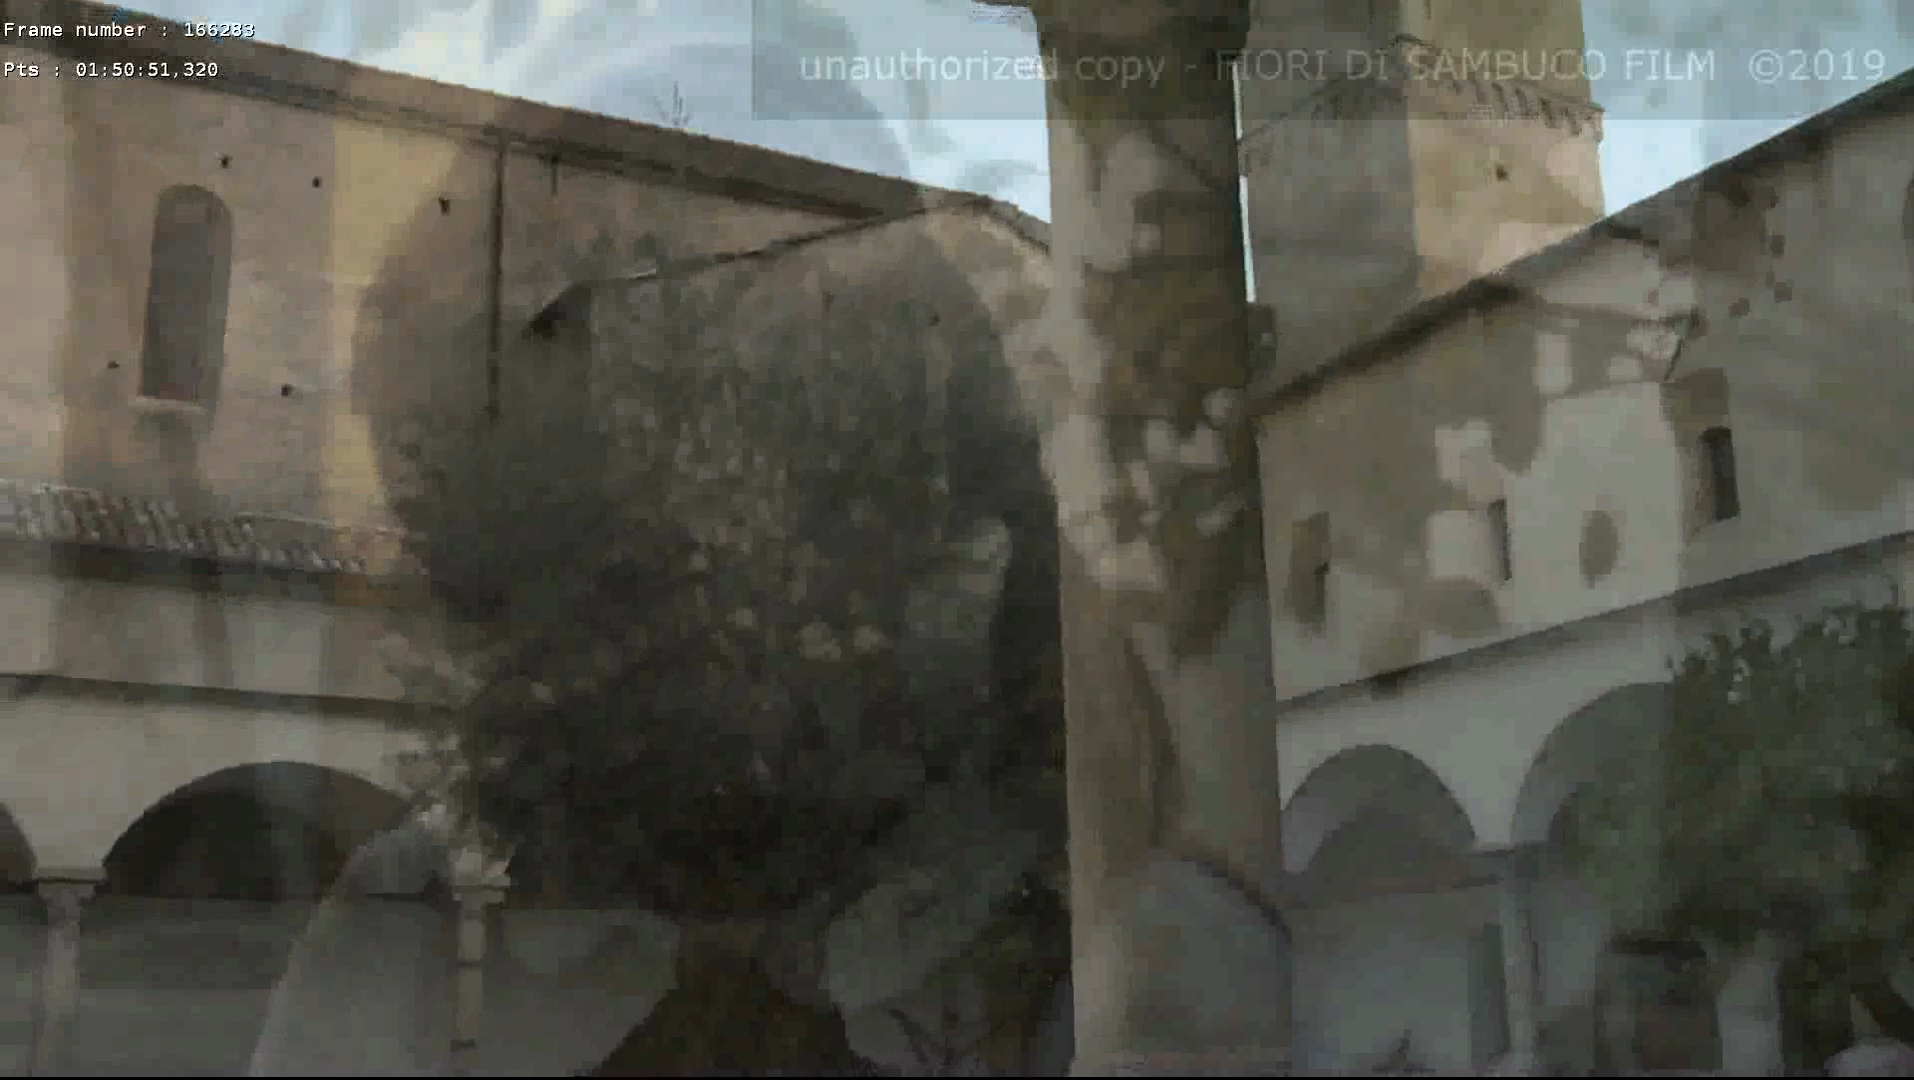 Frame number : 166283
Pts : 01:50:51,320
unauthorized copy - FIORI DI SAMBUCO FILM ©2019